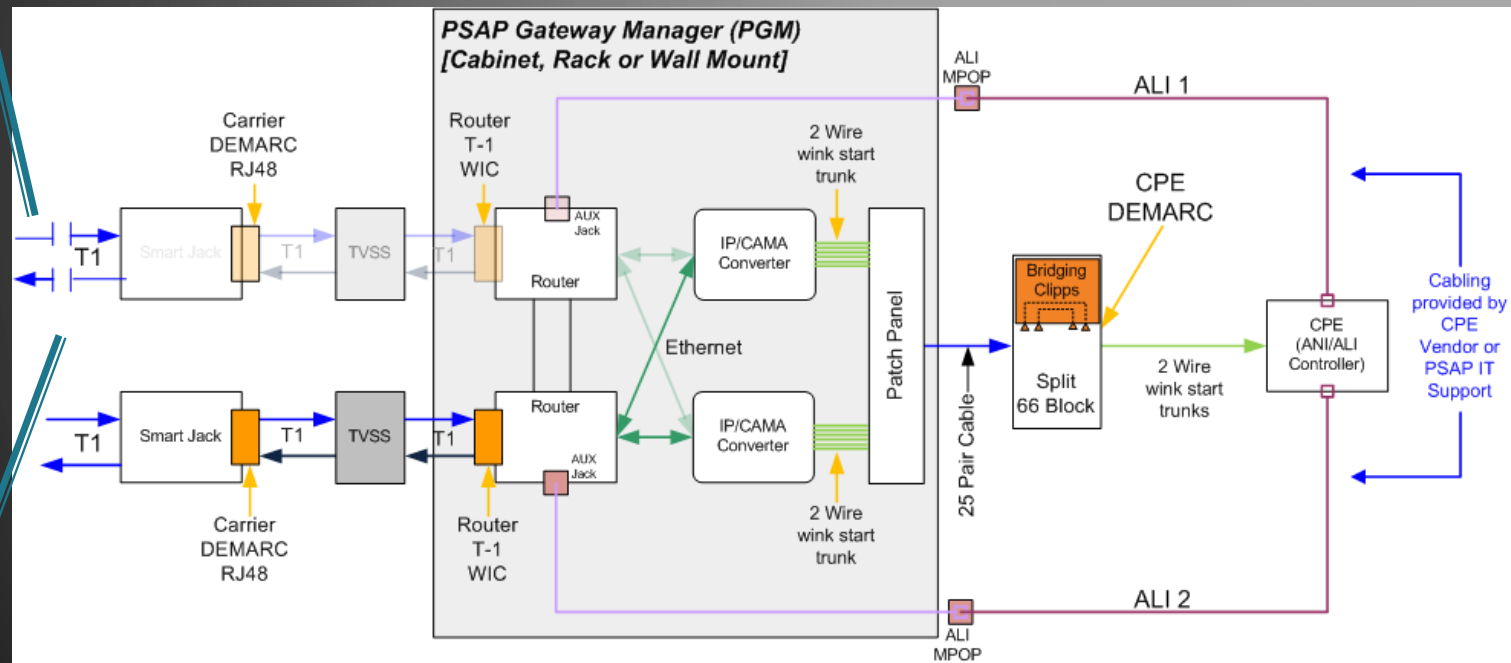 PSAP Gateway Manager (PGM)
[Cabinet, Rack or Wall Mount]
ALI
MPOP
ALI 1
Carrier
DEMARC
RJ48
Router
T-1
WIC
2 Wire
wink start
trunk
CPE
DEMARC
AUX
Jack
T1
Smart Jack
T1
TVSS
T1
Router
IP/CAMA
Converter
Patch Panel
Bridging
Clipps
Split
66 Block
Cabling
provided by
CPE
Vendor or
PSAP IT
Support
CPE
(ANI/ALI
Controller)
Ethernet
25 Pair Cable
2 Wire
wink start
trunks
T1
Smart Jack
T1
TVSS
T1
Router
AUX
Jack
IP/CAMA
Converter
Carrier
DEMARC
RJ48
Router
T-1
WIC
2 Wire
wink start
trunk
ALI 2
ALI
MPOP